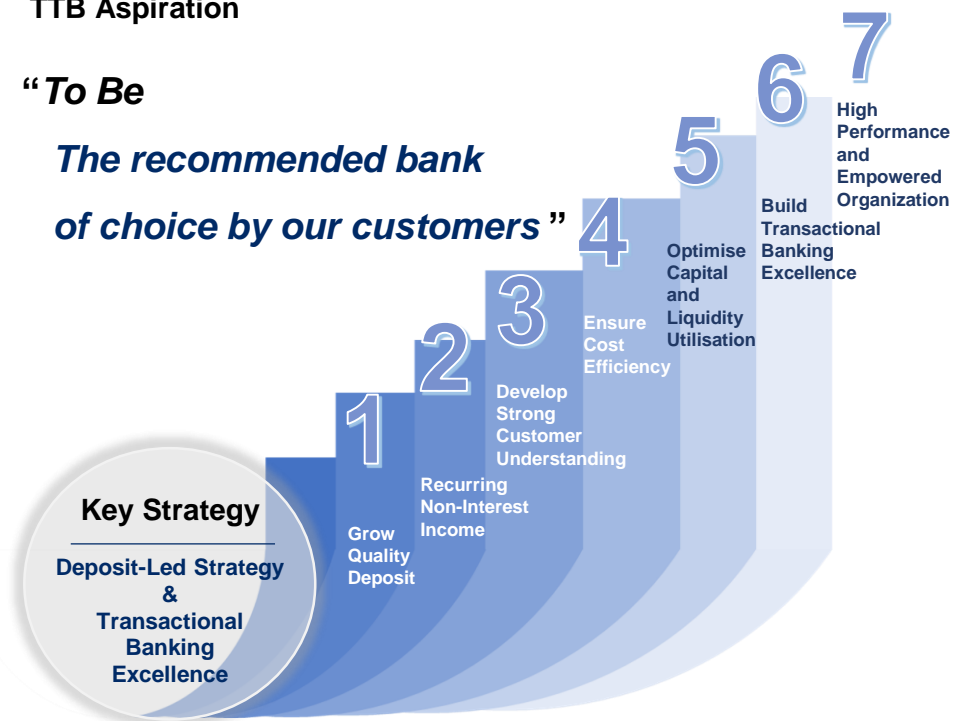 TTB Aspiration
“To Be
The recommended bank
of choice by our customers ”
Key Strategy
Deposit-Led Strategy
&
Transactional
Banking
Excellence
1
Grow
Quality
Deposit
2
Recurring
Non-Interest
Income
3
Develop
Strong
Customer
Understanding
4
Ensure
Cost
Efficiency
5
Optimise
Capital
and
Liquidity
Utilisation
6
Build
Transactional
Banking
Excellence
7
High
Performance
and
Empowered
Organization